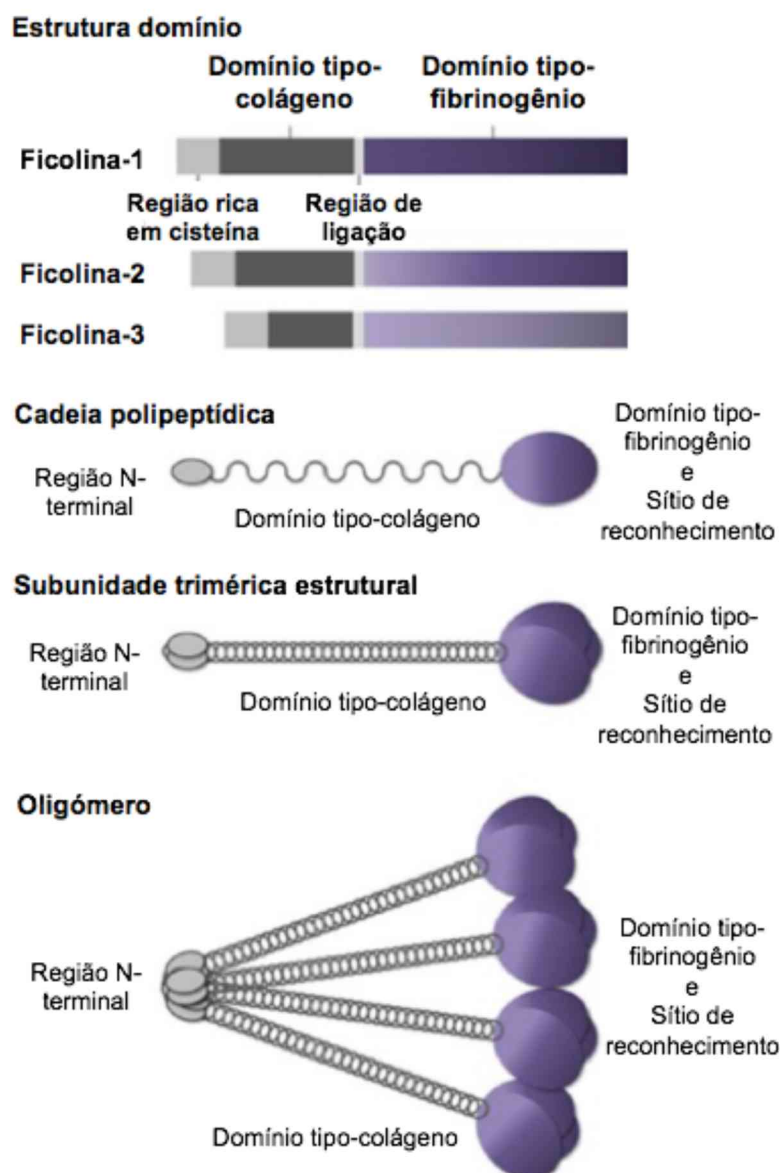 Estrutura domínio
Domínio tipo-
colágeno
Domínio tipo-
fibrinogênio
Ficolina-1
Região rica
em cisteína
Região de
ligação
Ficolina-2
Ficolina-3
Cadeia polipeptídica
Região N-
terminal
Domínio tipo-colágeno
Domínio tipo-
fibrinogênio
e
Sítio de
reconhecimento
Subunidade trimérica estrutural
Região N-
terminal
Domínio tipo-colágeno
Domínio tipo-
fibrinogênio
e
Sítio de
reconhecimento
Oligómero
Região N-
terminal
Domínio tipo-colágeno
Domínio tipo-
fibrinogênio
e
Sítio de
reconhecimento